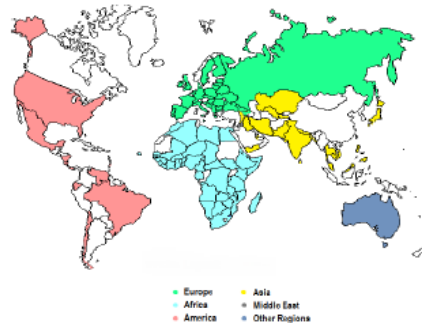 Europe
Asia
Africa
Middle East
America
Other Regions